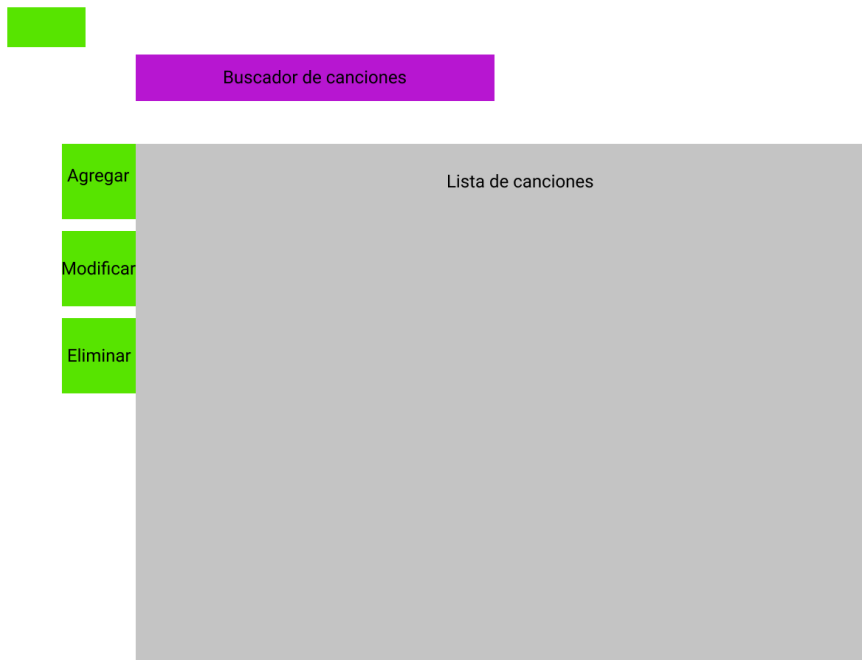 Buscador de canciones
Agregar
Lista de canciones
Modificar
Eliminar